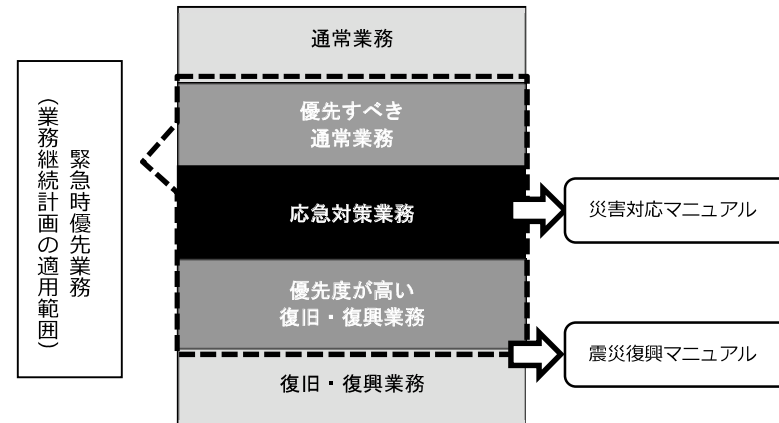 緊急時優先業務
（業務継続計画の適用範囲）
通常業務
優先すべき
通常業務
応急対策業務
優先度が高い
復旧・復興業務
復旧・復興業務
災害対応マニュアル
震災復興マニュアル